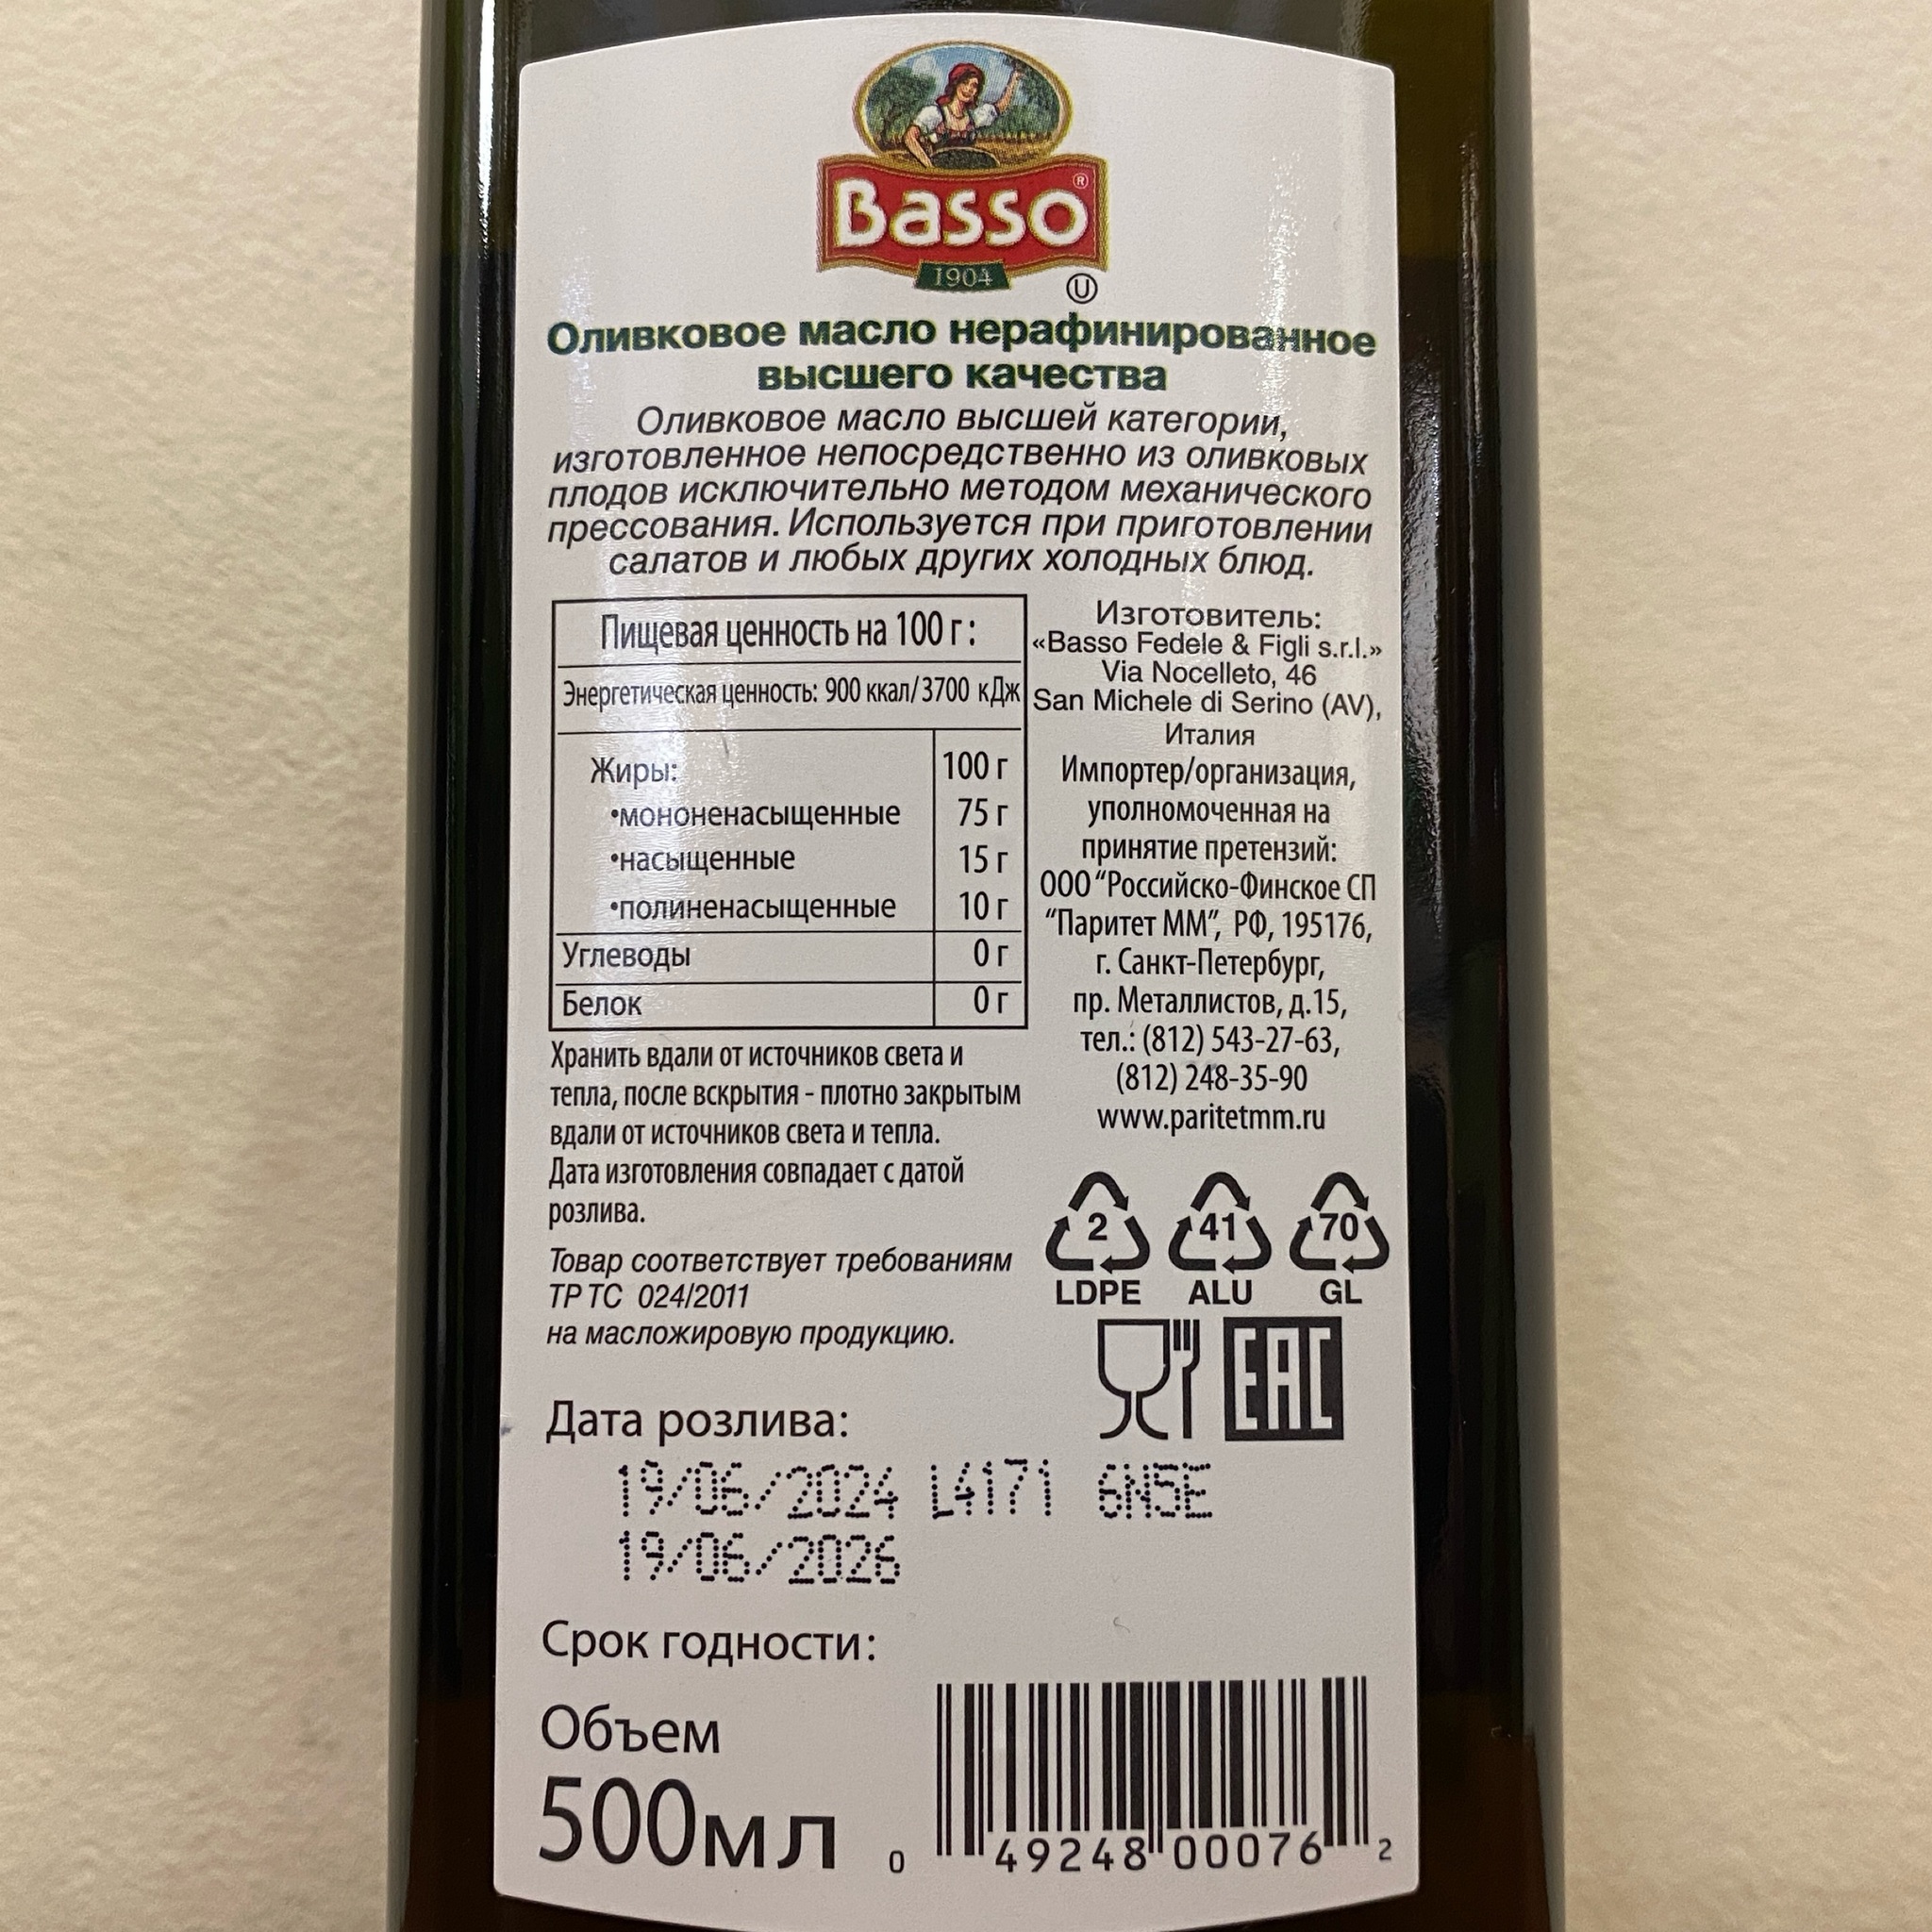 Basso®
1904
U
Оливковое масло нерафинированное
высшего качества
Оливковое масло высшей категории,
изготовленное непосредственно из оливковых
плодов исключительно методом механического
прессования. Используется при приготовлении
салатов и любых других холодных блюд.
Пищевая ценность на 100 г :
Энергетическая ценность: 900 ккал/3700 кДж
Жиры: 100 г
•мононенасыщенные 75 г
•насыщенные 15 г
•полиненасыщенные 10 г
Углеводы 0 г
Белок 0 г
Хранить вдали от источников света и
тепла, после вскрытия - плотно закрытым
вдали от источников света и тепла.
Дата изготовления совпадает с датой
розлива.
Товар соответствует требованиям
ТР ТС 024/2011
на масложировую продукцию.
Изготовитель:
«Basso Fedele & Figli s.r.l.»
Via Nocelleto, 46
San Michele di Serino (AV),
Италия
Импортер/организация,
уполномоченная на
принятие претензий:
ООО "Российско-Финское СП
"Паритет ММ", РФ, 195176,
г. Санкт-Петербург,
пр. Металлистов, д.15,
тел.: (812) 543-27-63,
(812) 248-35-90
www.paritetmm.ru
2 41 70
LDPE ALU GL
EAC
Дата розлива:
19/06/2024 L4171 6N5E
19/06/2026
Срок годности:
Объем
500мл
0 49248 00076 2